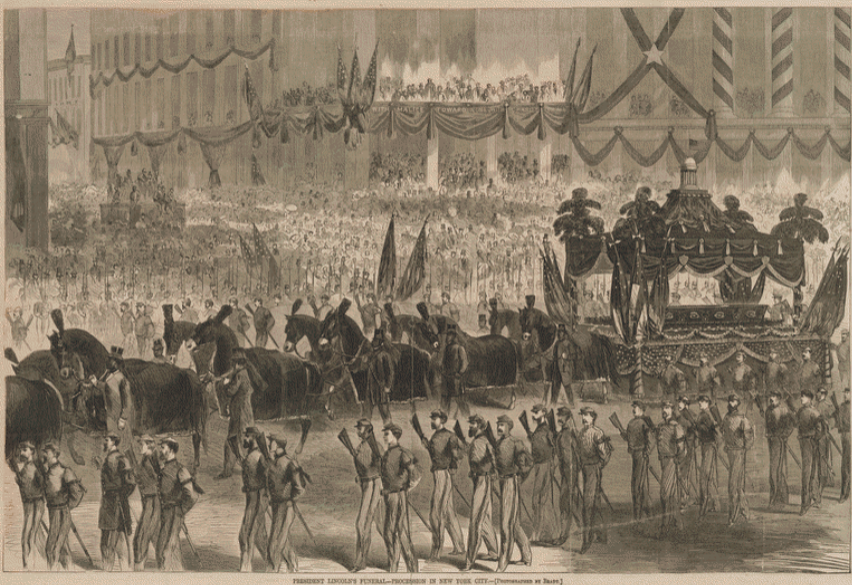 PRESIDENT LINCOLN'S FUNERAL—PROCESSION IN NEW YORK CITY.—[PHOTOGRAPHED BY BRADY.]